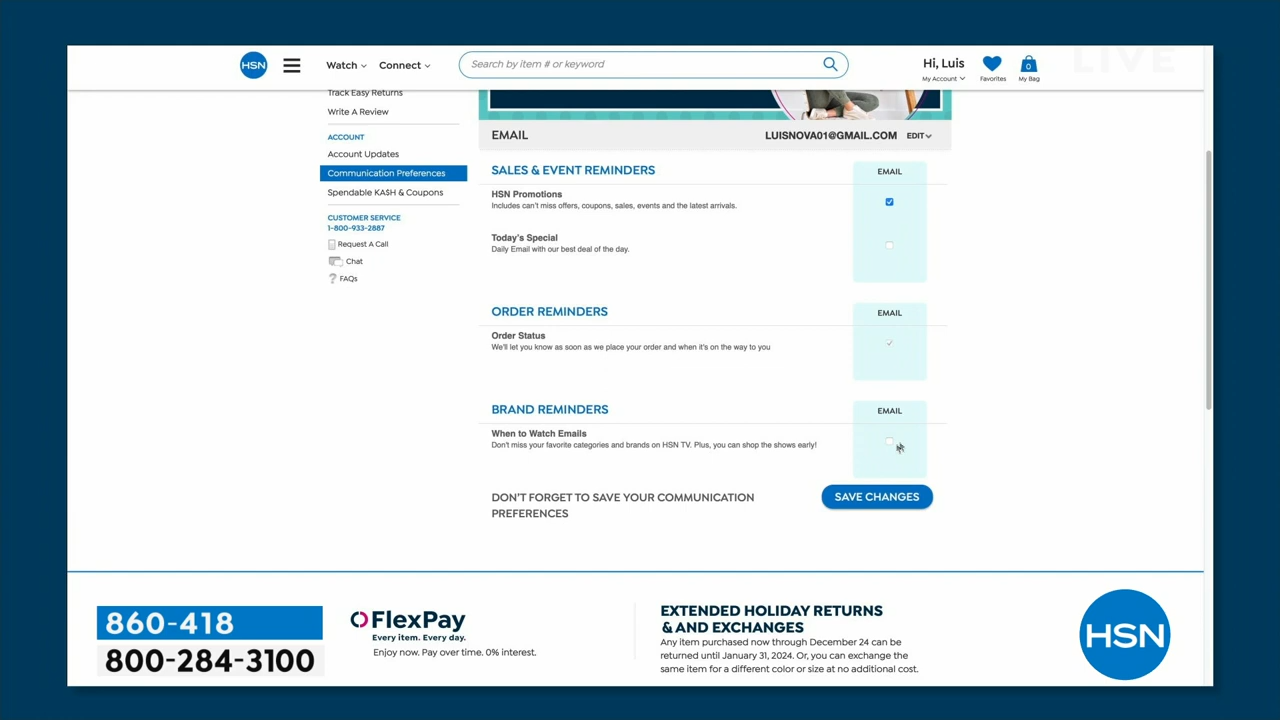 LIVE
HSN
Watch
Connect
Search by item # or keyword
Hi, Luis
My Account
Favorites
0
My Bag
Track Easy Returns
Write A Review
ACCOUNT
Account Updates
Communication Preferences
Spendable KA$H & Coupons
CUSTOMER SERVICE
1-800-933-2887
Request A Call
Chat
FAQs
EMAIL
LUISNOVA01@GMAIL.COM
EDIT
SALES & EVENT REMINDERS
EMAIL
HSN Promotions
Includes can't miss offers, coupons, sales, events and the latest arrivals.
Today's Special
Daily Email with our best deal of the day.
ORDER REMINDERS
EMAIL
Order Status
We'll let you know as soon as we place your order and when it's on the way to you
BRAND REMINDERS
EMAIL
When to Watch Emails
Don't miss your favorite categories and brands on HSN TV. Plus, you can shop the shows early!
DON'T FORGET TO SAVE YOUR COMMUNICATION
PREFERENCES
SAVE CHANGES
860-418
800-284-3100
FlexPay
Every item. Every day.
Enjoy now. Pay over time. 0% interest.
EXTENDED HOLIDAY RETURNS
& AND EXCHANGES
Any item purchased now through December 24 can be
returned until January 31, 2024. Or, you can exchange the
same item for a different color or size at no additional cost.
HSN